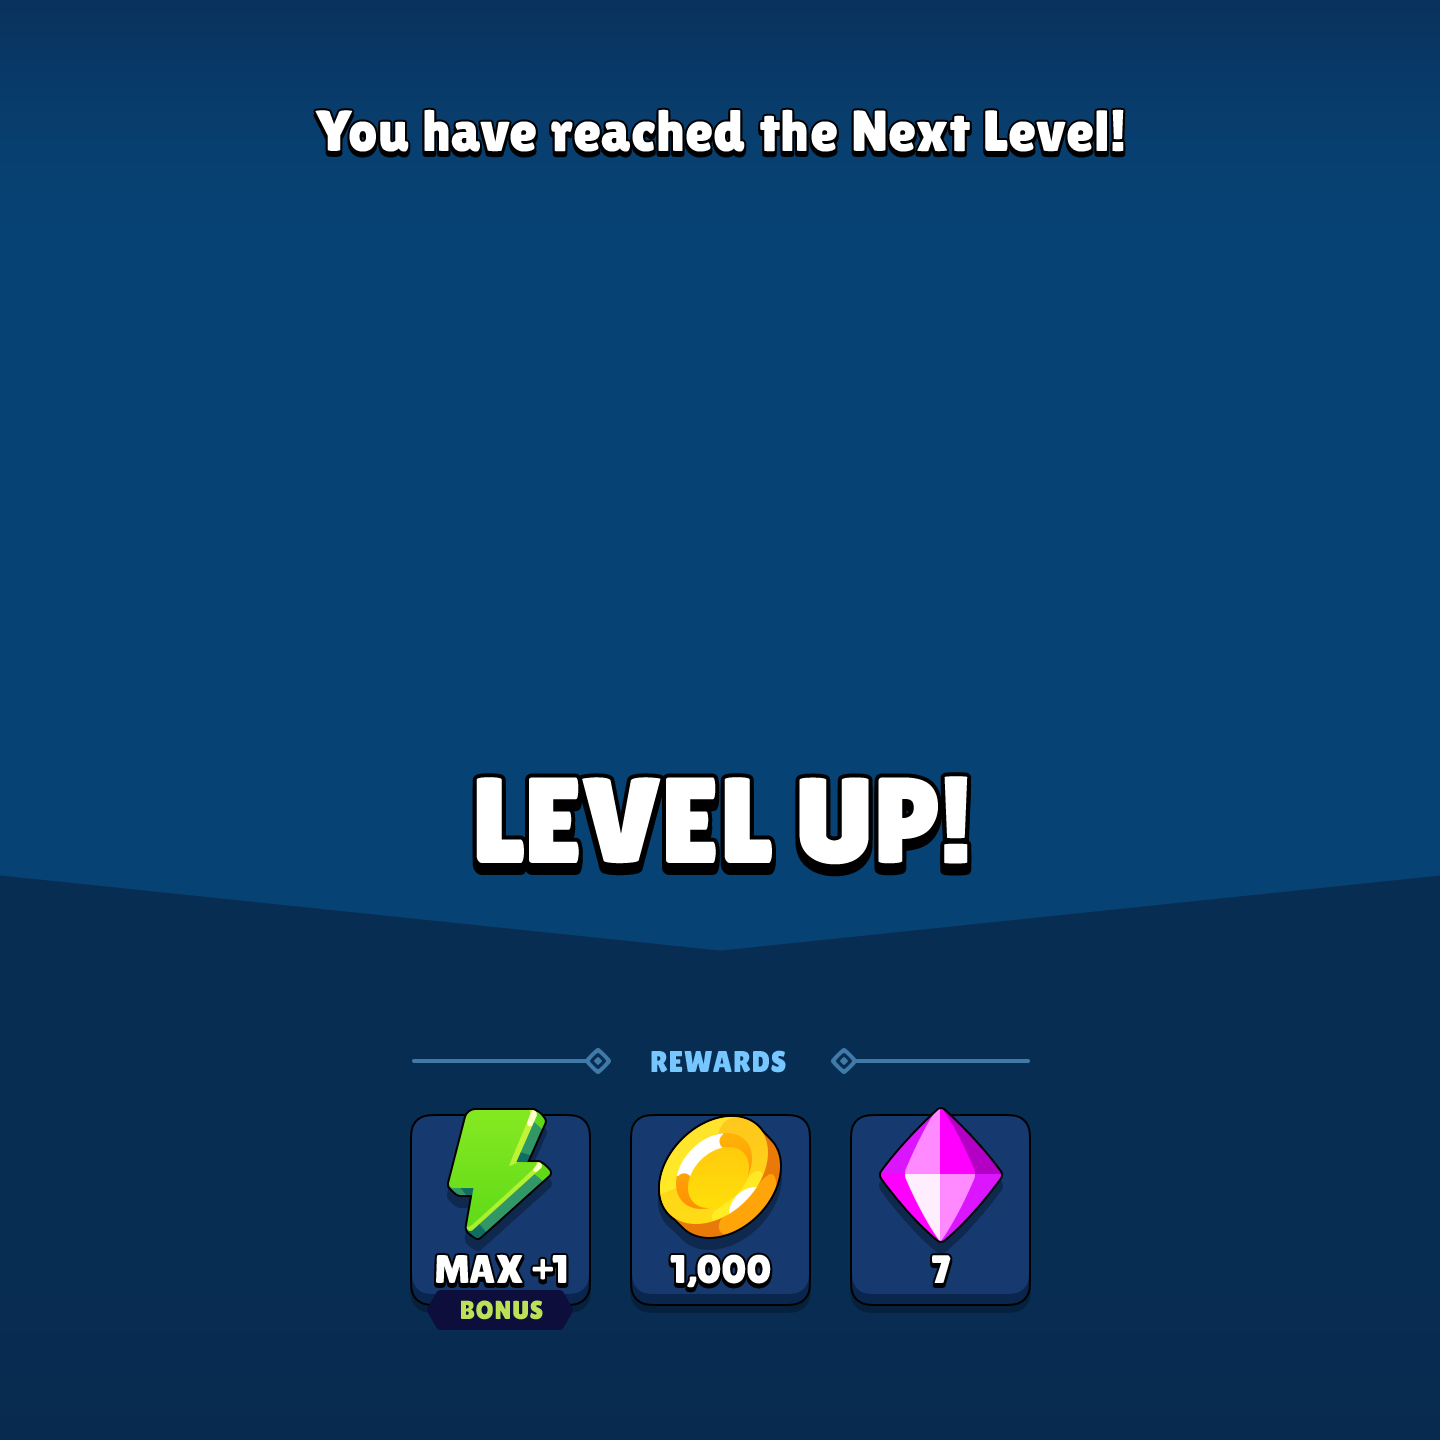 You have reached the Next Level!
LEVEL UP!
REWARDS
MAX +1
1,000
7
BONUS